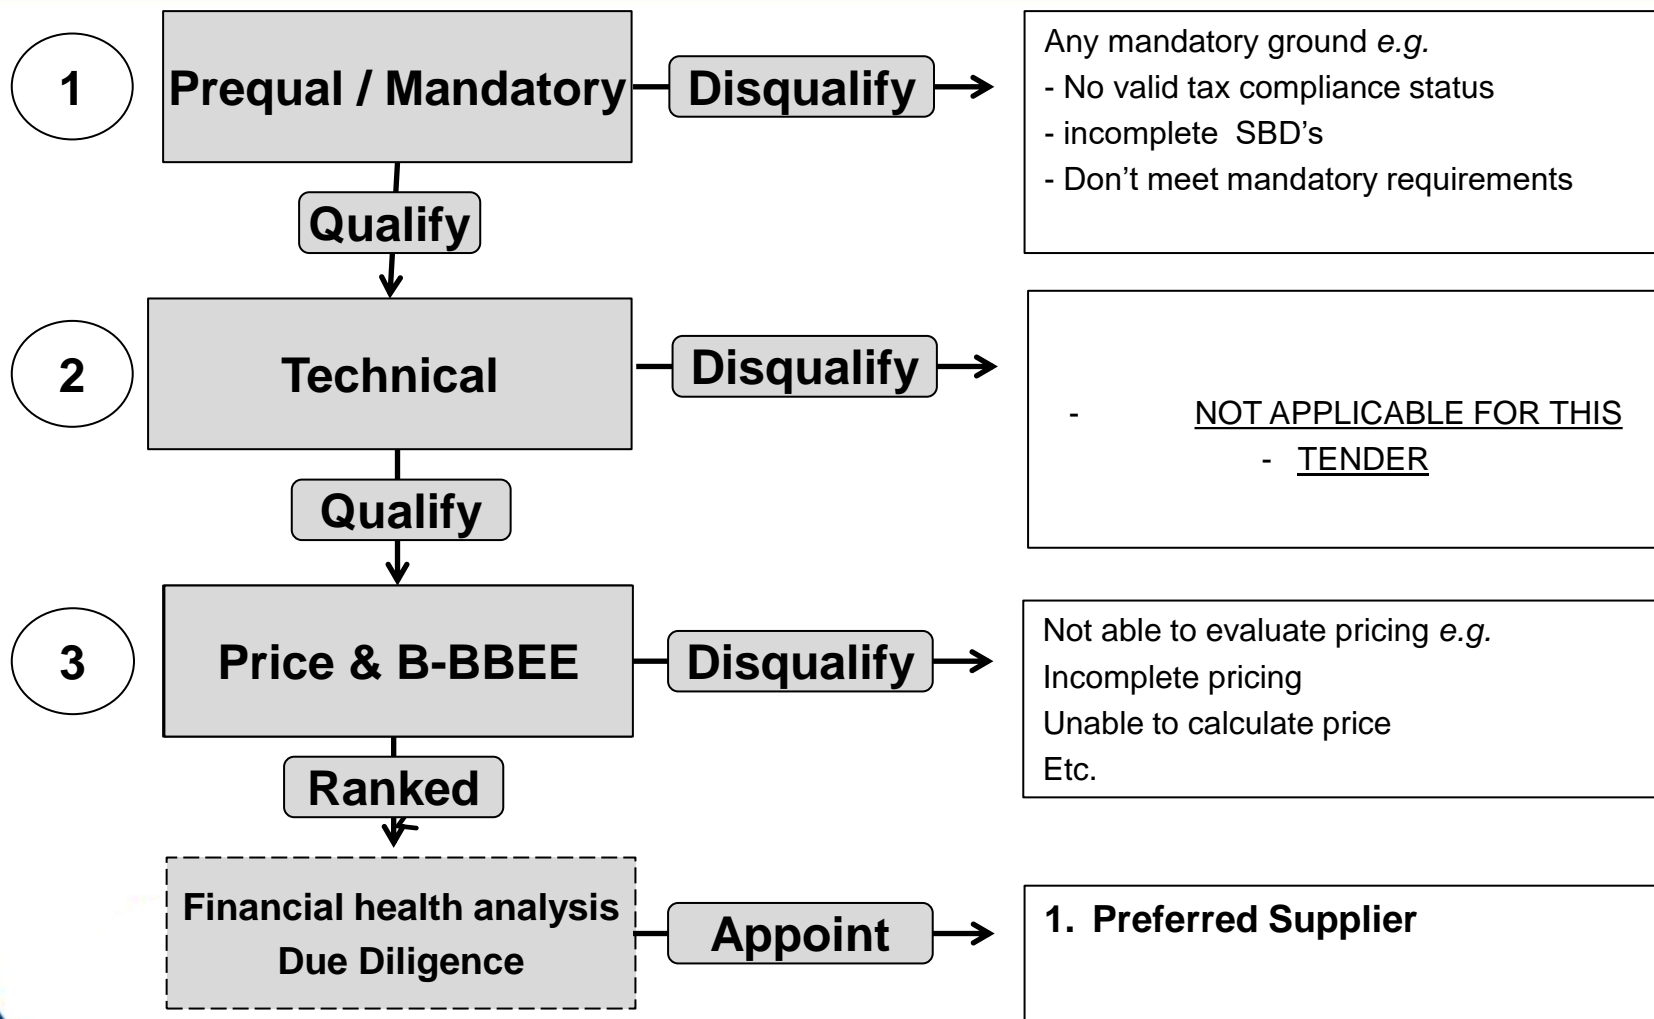 1
Prequal / Mandatory
Disqualify
Any mandatory ground e.g.
- No valid tax compliance status
- incomplete  SBD's
- Don't meet mandatory requirements
Qualify
2
Technical
Disqualify
- NOT APPLICABLE FOR THIS
- TENDER
Qualify
3
Price & B-BBEE
Disqualify
Not able to evaluate pricing e.g.
Incomplete pricing
Unable to calculate price
Etc.
Ranked
Financial health analysis
Due Diligence
Appoint
1. Preferred Supplier